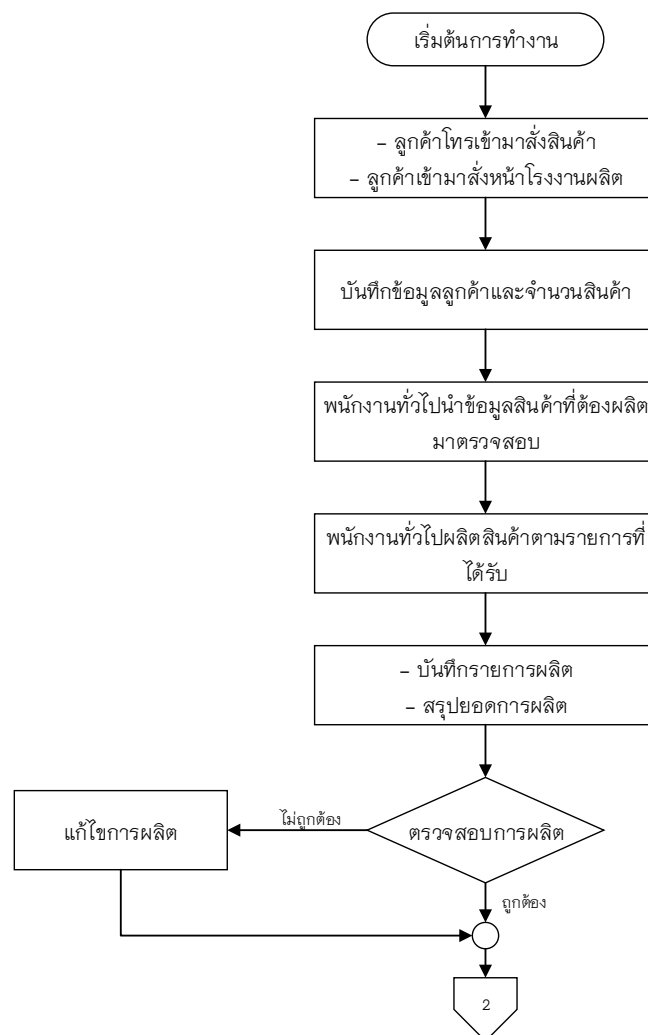 เริ่มต้นการทำงาน
- ลูกค้าโทรเข้ามาสั่งสินค้า
- ลูกค้าเข้ามาสั่งหน้าโรงงานผลิต
บันทึกข้อมูลลูกค้าและจำนวนสินค้า
พนักงานทั่วไปนำข้อมูลสินค้าที่ต้องผลิต
มาตรวจสอบ
พนักงานทั่วไปผลิตสินค้าตามรายการที่
ได้รับ
- บันทึกรายการผลิต
- สรุปยอดการผลิต
แก้ไขการผลิต
ไม่ถูกต้อง
ตรวจสอบการผลิต
ถูกต้อง
2